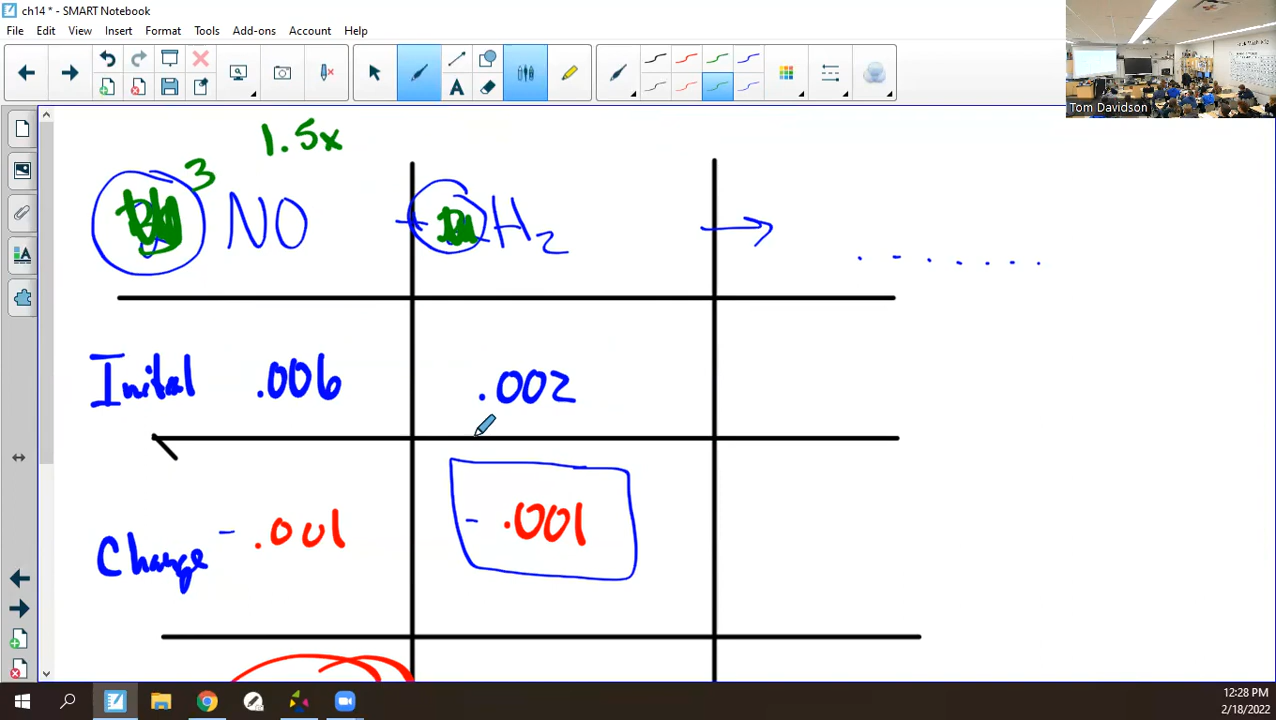 ch14 * - SMART Notebook
File Edit View Insert Format Tools Add-ons Account Help
A
Tom Davidson
1.5x
3
NO + H2 →
. - . . . . .
Inital .006 .002
Change - .001 - .001
12:28 PM
2/18/2022